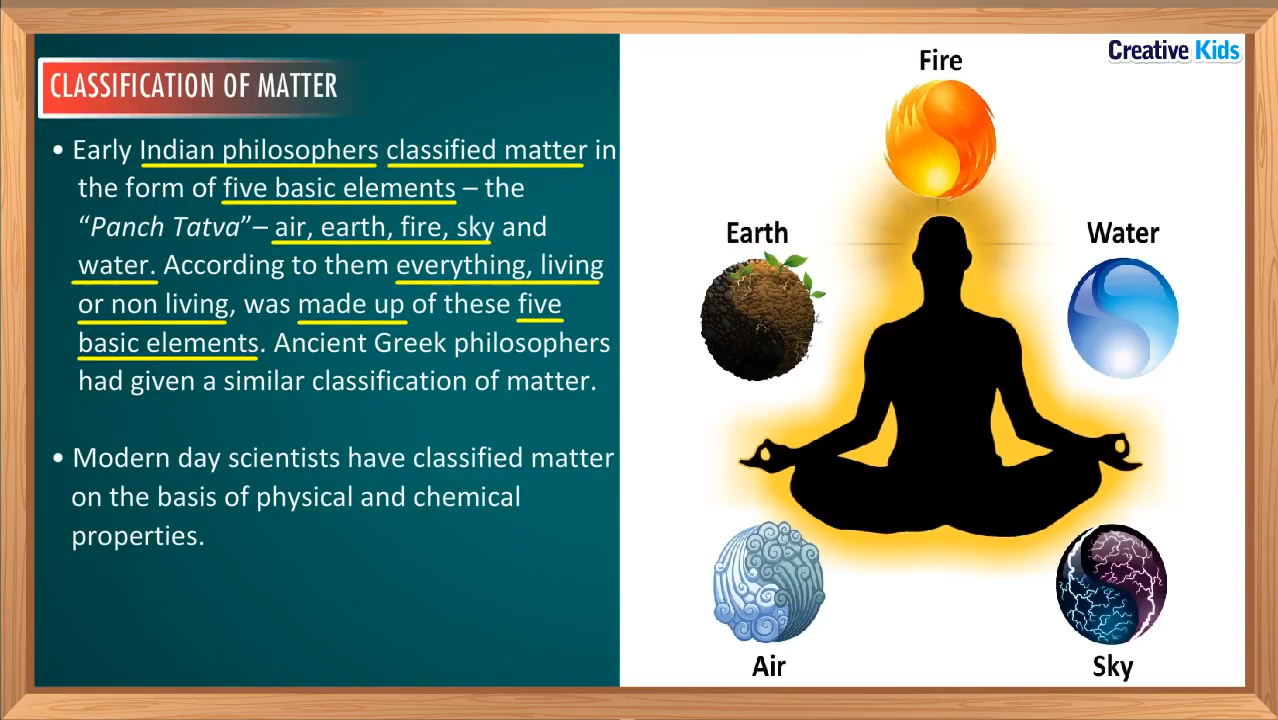 CLASSIFICATION OF MATTER
• Early Indian philosophers classified matter in
the form of five basic elements – the
“Panch Tatva”– air, earth, fire, sky and
water. According to them everything, living
or non living, was made up of these five
basic elements. Ancient Greek philosophers
had given a similar classification of matter.
• Modern day scientists have classified matter
on the basis of physical and chemical
properties.
Creative Kids
Fire
Earth
Water
Air
Sky